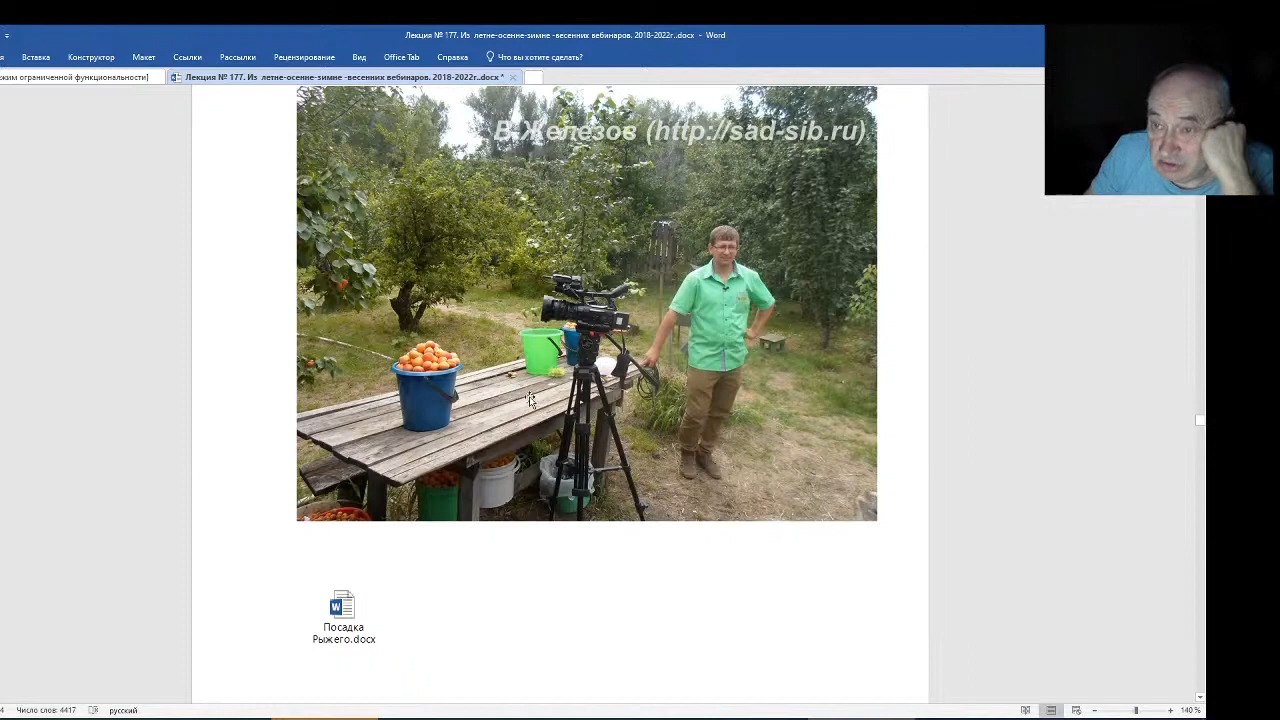 Лекция № 177. Из летне-осенне-зимне -весенних вебинаров. 2018-2022г..docx - Word
Вставка Конструктор Макет Ссылки Рассылки Рецензирование Вид Office Tab Справка Что вы хотите сделать?
жим ограниченной функциональности]
Лекция № 177. Из летне-осенне-зимне -весенних вебинаров. 2018-2022г..docx *
В.Железов (http://sad-sib.ru)
Посадка
Рыжего.docx
4 Число слов: 4417 русский 140 %